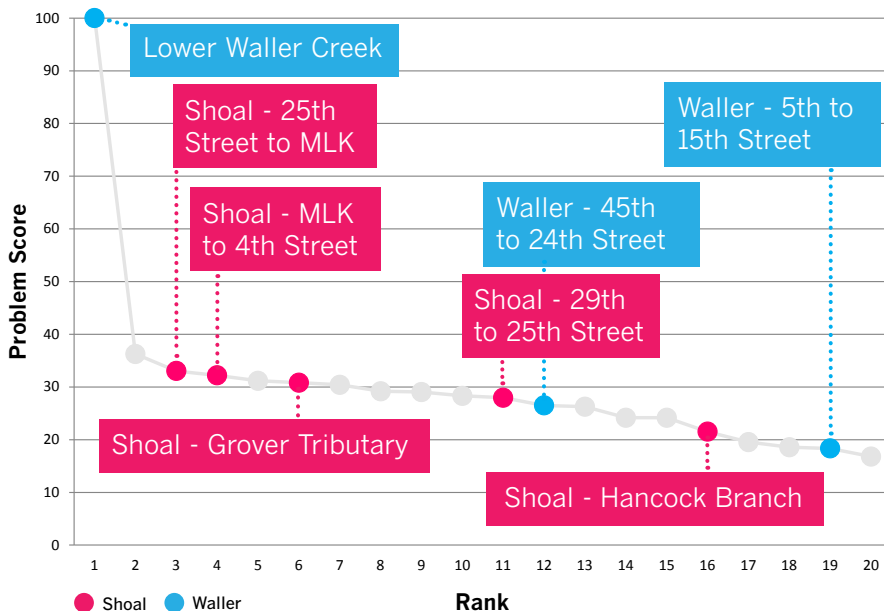 100
90
80
70
60
50
40
30
20
10
0
Problem Score
Lower Waller Creek
Shoal - 25th
Street to MLK
Shoal - MLK
to 4th Street
Shoal - Grover Tributary
Shoal - 29th
to 25th Street
Waller - 45th
to 24th Street
Shoal - Hancock Branch
Waller - 5th to
15th Street
1 2 3 4 5 6 7 8 9 10 11 12 13 14 15 16 17 18 19 20
Shoal Waller
Rank